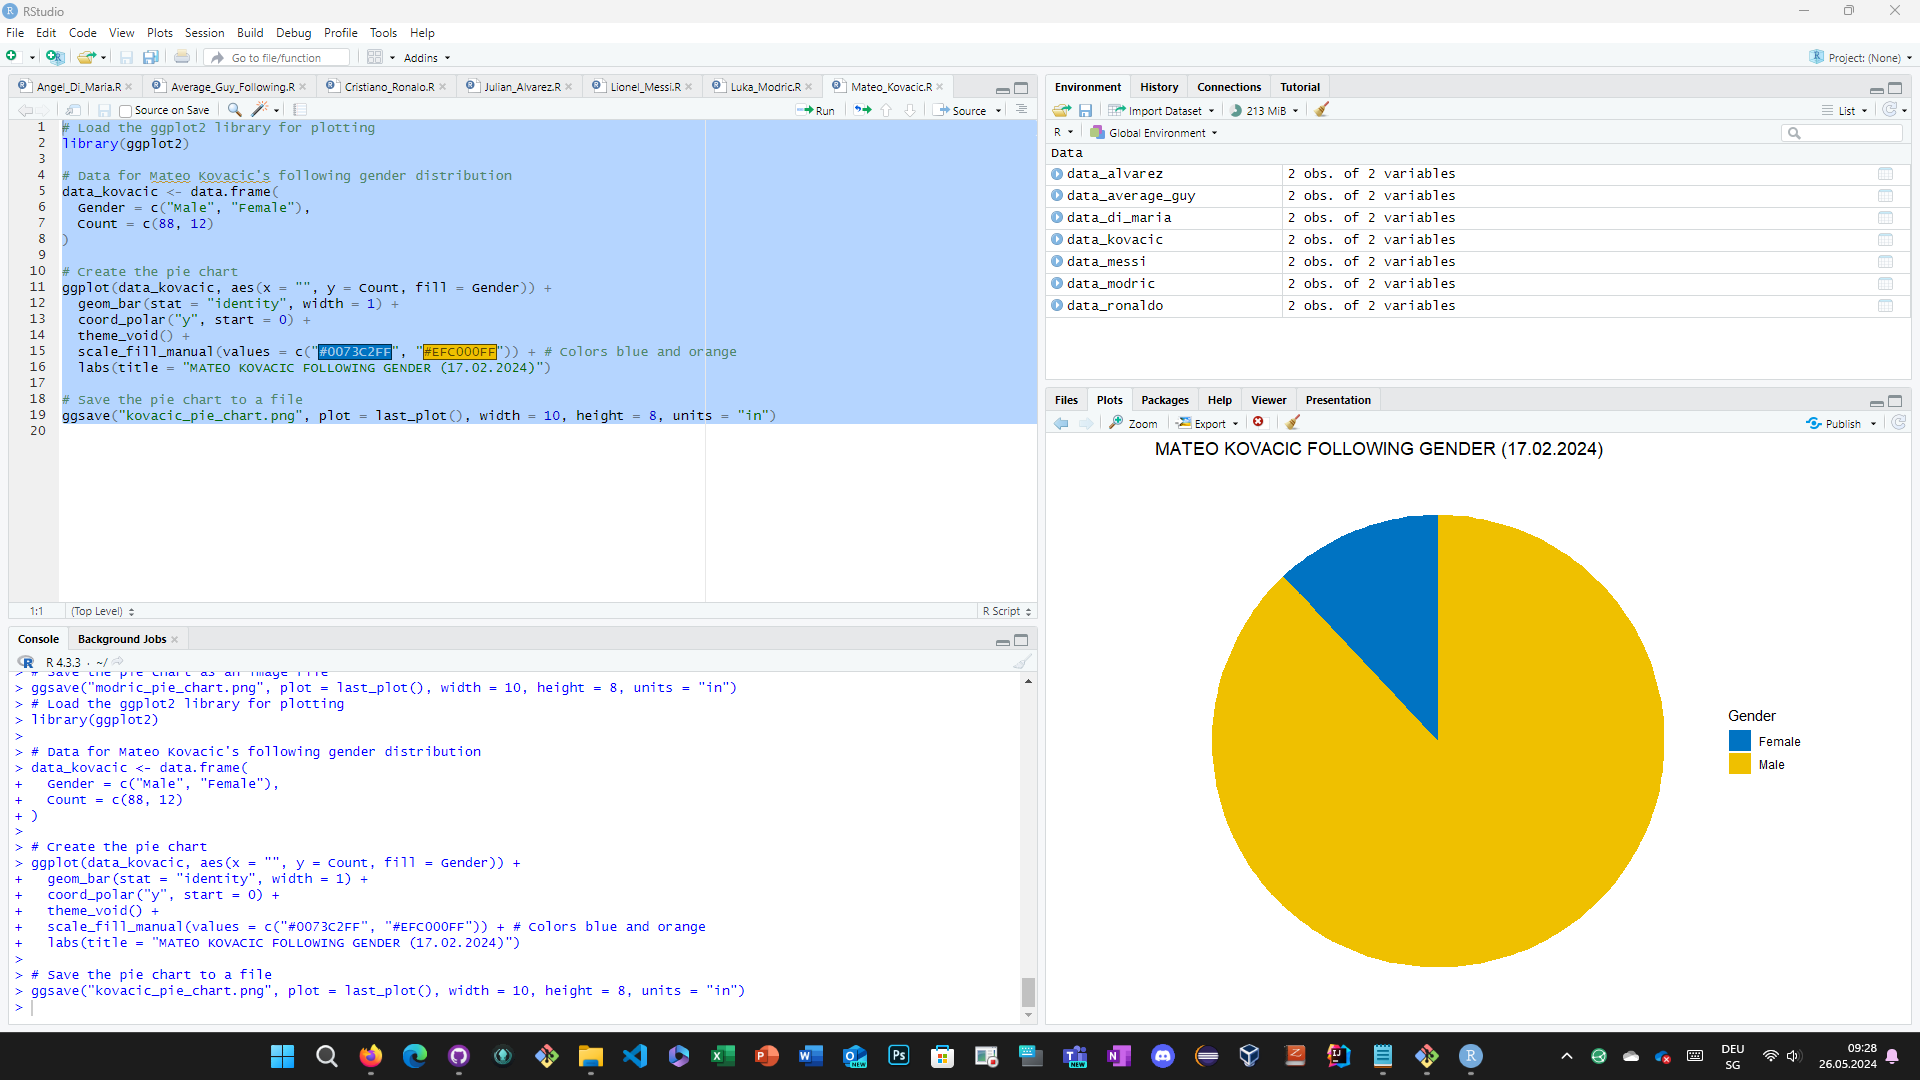 RStudio
File Edit Code View Plots Session Build Debug Profile Tools Help
Go to file/function Addins Project: (None)
Angel_Di_Maria.R Average_Guy_Following.R Cristiano_Ronalo.R Julian_Alvarez.R Lionel_Messi.R Luka_Modric.R Mateo_Kovacic.R
Source on Save Run Source
1 # Load the ggplot2 library for plotting
2 library(ggplot2)
3
4 # Data for Mateo Kovacic's following gender distribution
5 data_kovacic <- data.frame(
6 Gender = c("Male", "Female"),
7 Count = c(88, 12)
8 )
9
10 # Create the pie chart
11 ggplot(data_kovacic, aes(x = "", y = Count, fill = Gender)) +
12 geom_bar(stat = "identity", width = 1) +
13 coord_polar("y", start = 0) +
14 theme_void() +
15 scale_fill_manual(values = c("#0073C2FF", "#EFC000FF")) + # Colors blue and orange
16 labs(title = "MATEO KOVACIC FOLLOWING GENDER (17.02.2024)")
17
18 # Save the pie chart to a file
19 ggsave("kovacic_pie_chart.png", plot = last_plot(), width = 10, height = 8, units = "in")
20
1:1 (Top Level) R Script
Console Background Jobs
R 4.3.3 · ~/
> # Save the pie chart as an image file
> ggsave("modric_pie_chart.png", plot = last_plot(), width = 10, height = 8, units = "in")
> # Load the ggplot2 library for plotting
> library(ggplot2)
>
> # Data for Mateo Kovacic's following gender distribution
> data_kovacic <- data.frame(
+ Gender = c("Male", "Female"),
+ Count = c(88, 12)
+ )
>
> # Create the pie chart
> ggplot(data_kovacic, aes(x = "", y = Count, fill = Gender)) +
+ geom_bar(stat = "identity", width = 1) +
+ coord_polar("y", start = 0) +
+ theme_void() +
+ scale_fill_manual(values = c("#0073C2FF", "#EFC000FF")) + # Colors blue and orange
+ labs(title = "MATEO KOVACIC FOLLOWING GENDER (17.02.2024)")
>
> # Save the pie chart to a file
> ggsave("kovacic_pie_chart.png", plot = last_plot(), width = 10, height = 8, units = "in")
>
Environment History Connections Tutorial
Import Dataset 213 MiB List
R Global Environment
Data
data_alvarez 2 obs. of 2 variables
data_average_guy 2 obs. of 2 variables
data_di_maria 2 obs. of 2 variables
data_kovacic 2 obs. of 2 variables
data_messi 2 obs. of 2 variables
data_modric 2 obs. of 2 variables
data_ronaldo 2 obs. of 2 variables
Files Plots Packages Help Viewer Presentation
Zoom Export Publish
MATEO KOVACIC FOLLOWING GENDER (17.02.2024)
Gender
Female
Male
DEU
SG
09:28
26.05.2024